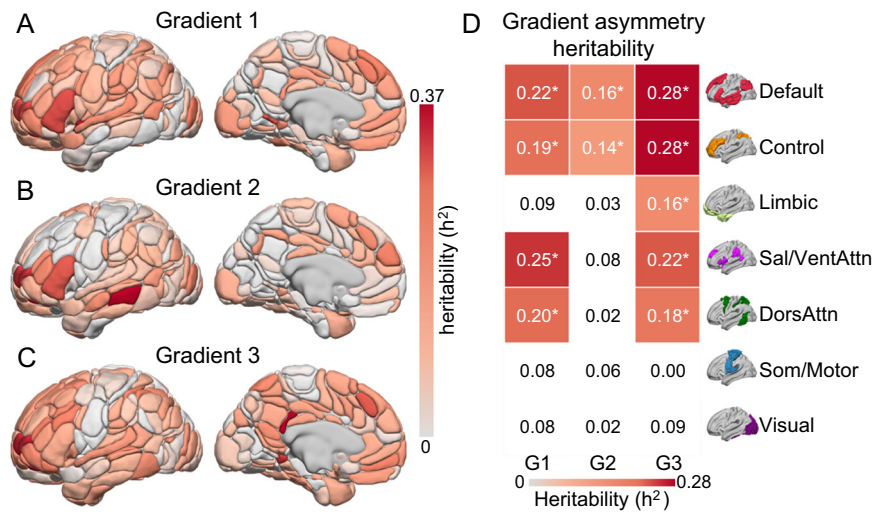 A
Gradient 1
0.37
B
Gradient 2
heritability (h²)
C
Gradient 3
0
D
Gradient asymmetry
heritability
0.22* 0.16* 0.28* Default
0.19* 0.14* 0.28* Control
0.09 0.03 0.16* Limbic
0.25* 0.08 0.22* Sal/VentAttn
0.20* 0.02 0.18* DorsAttn
0.08 0.06 0.00 Som/Motor
0.08 0.02 0.09 Visual
G1 G2 G3
0 0.28
Heritability (h²)